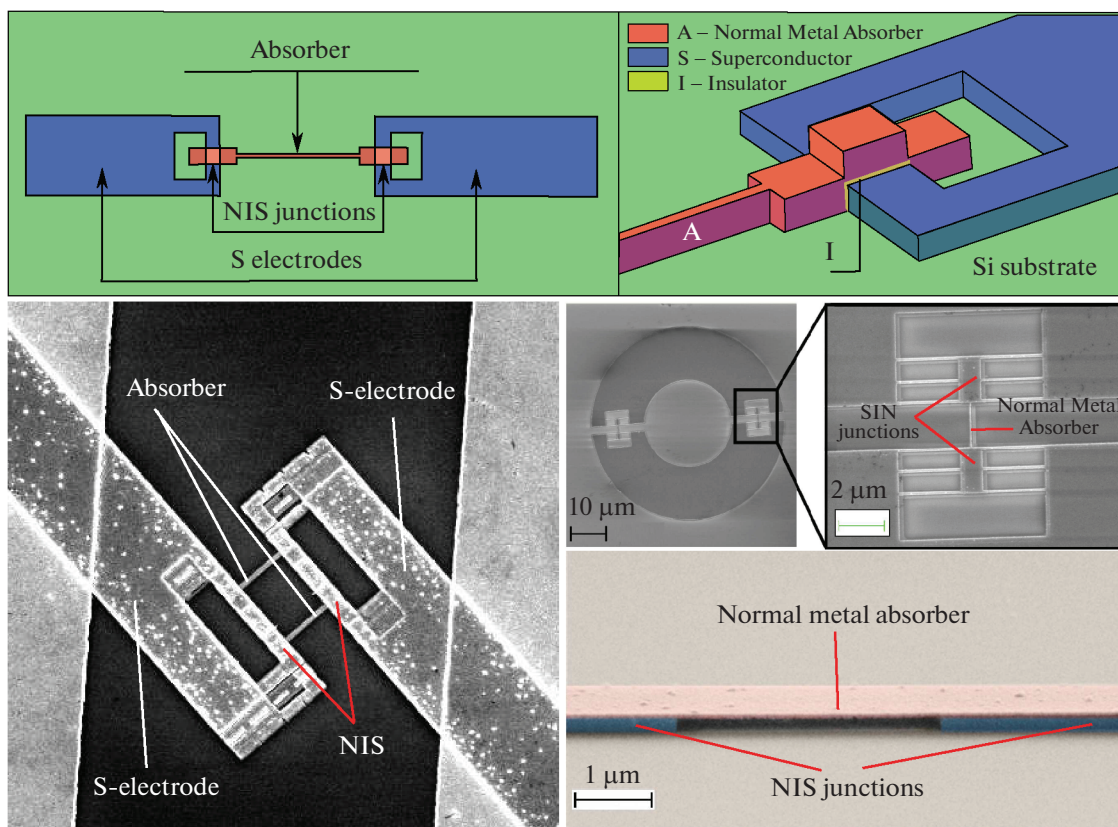 Absorber
NIS junctions
S electrodes
A – Normal Metal Absorber
S – Superconductor
I – Insulator
A
I
Si substrate
Absorber
S-electrode
NIS
S-electrode
10 μm
SIN
junctions
Normal Metal
Absorber
2 μm
Normal metal absorber
NIS junctions
1 μm